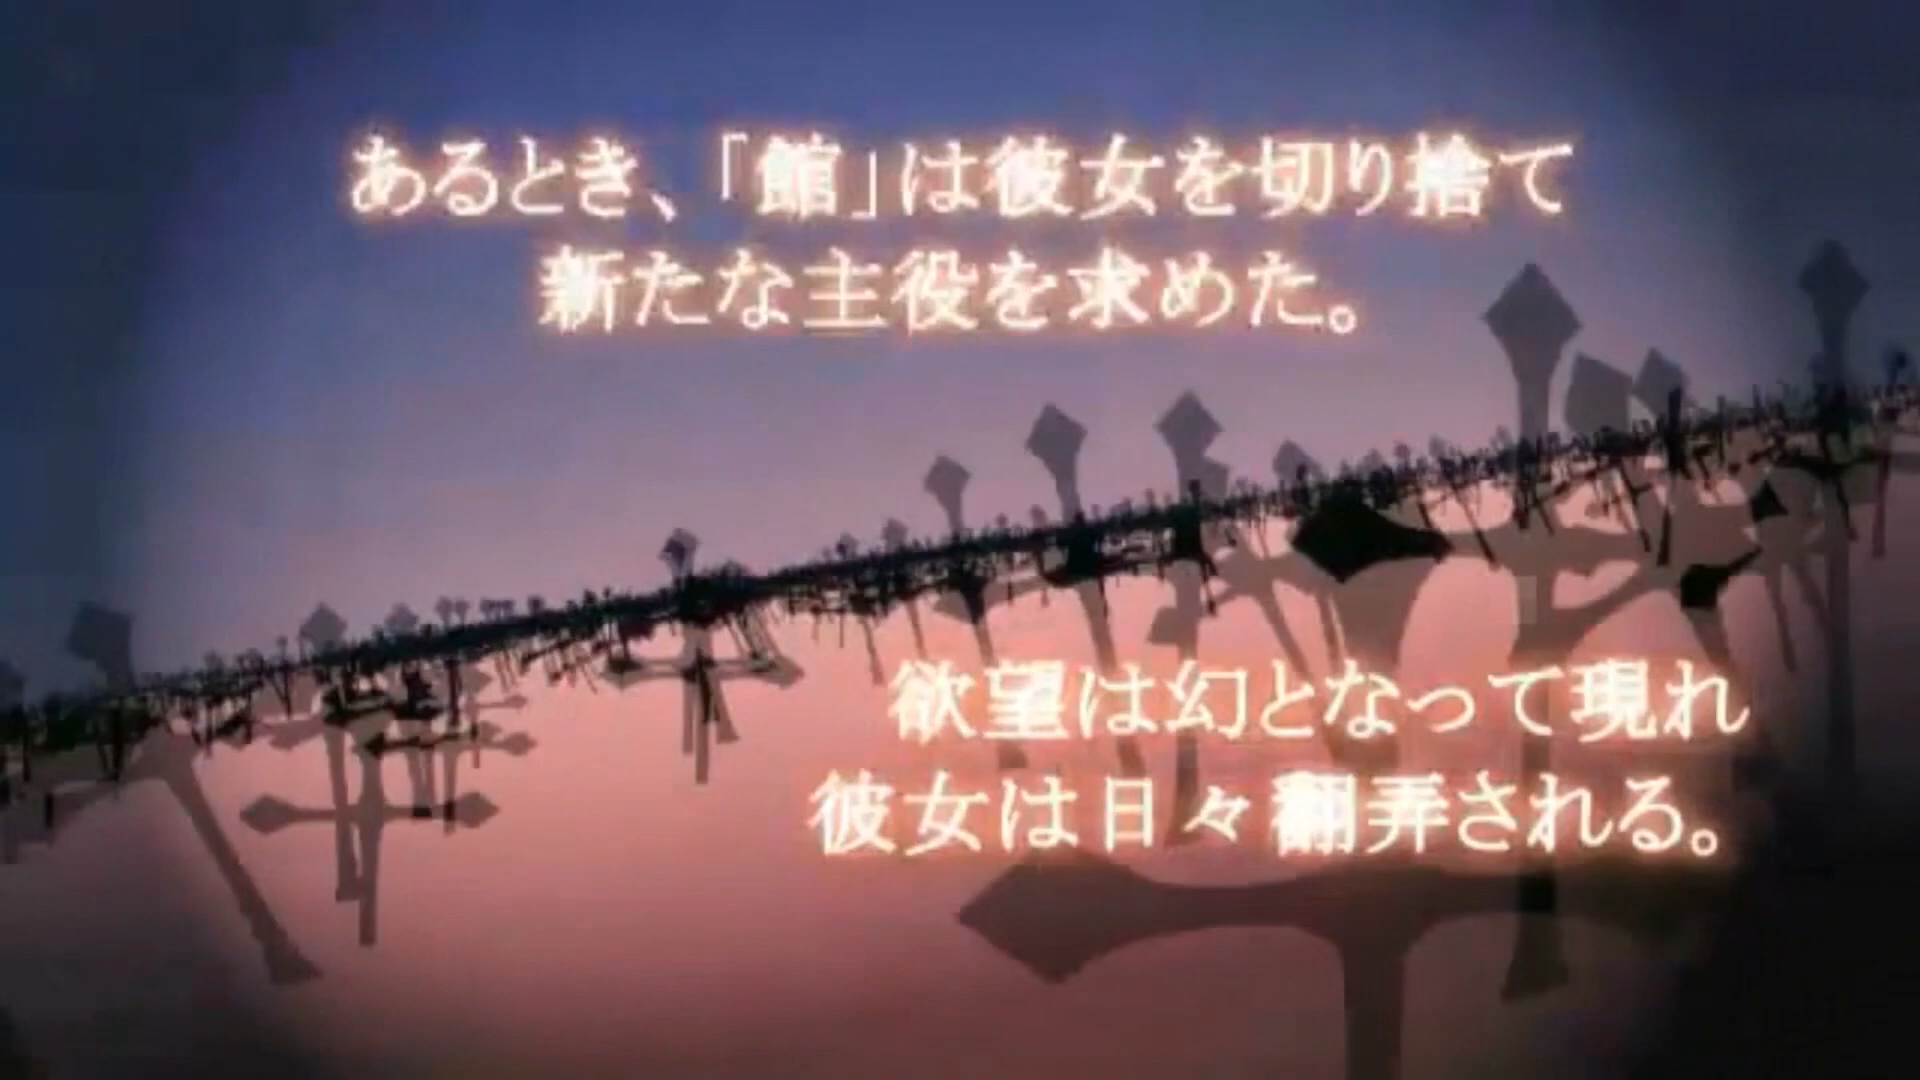 あるとき、「館」は彼女を切り捨て
新たな主役を求めた。
欲望は幻となって現れ
彼女は日々翻弄される。